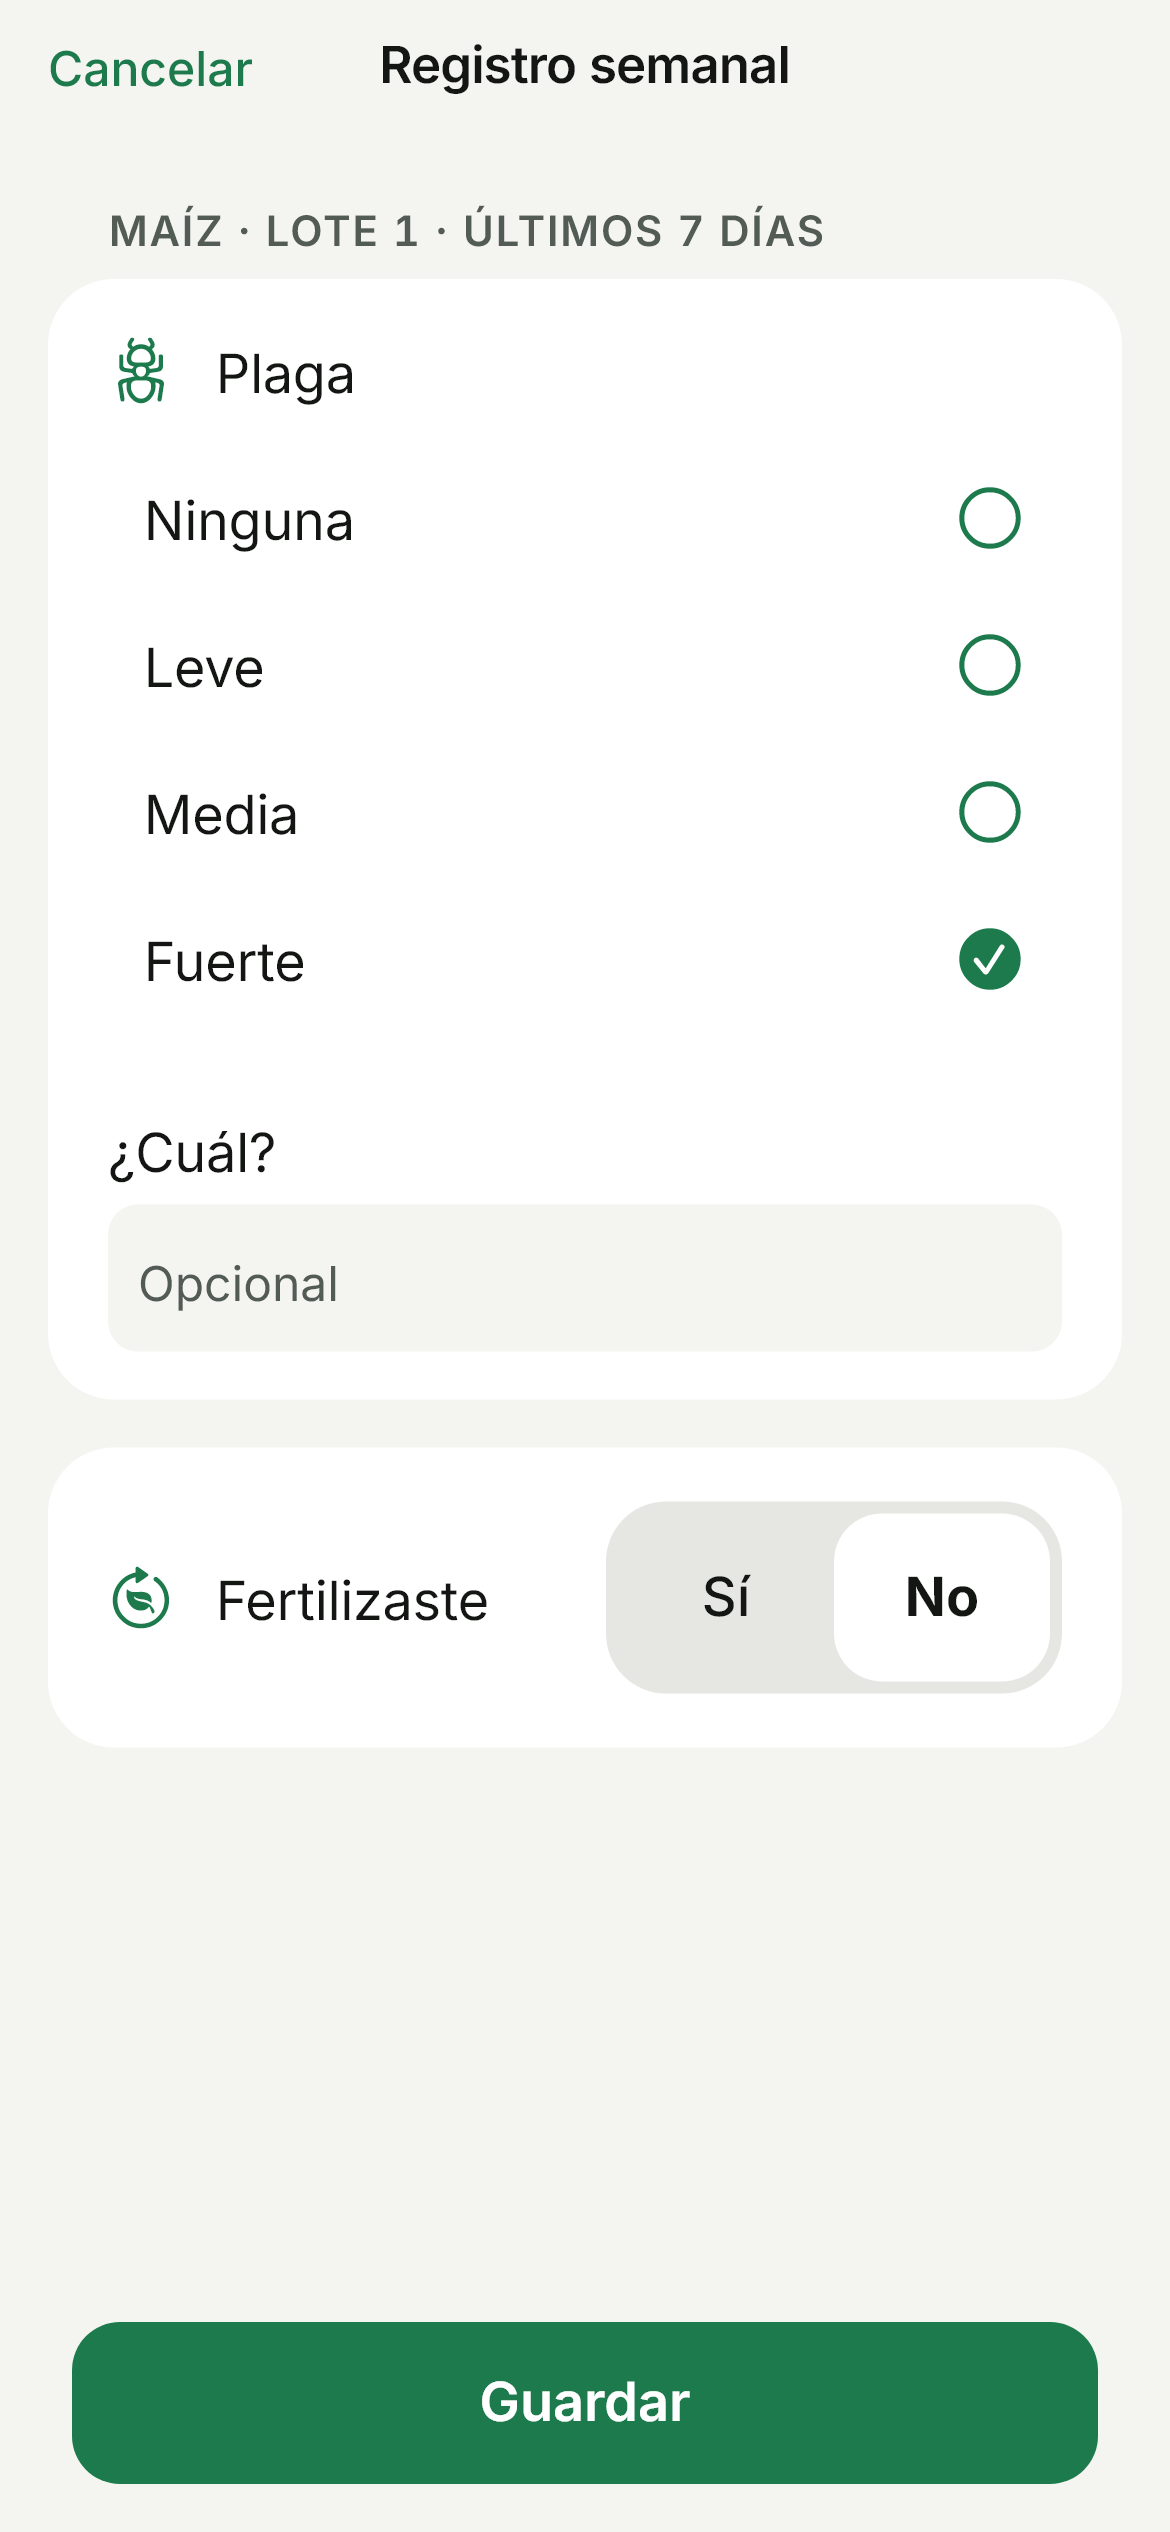 Cancelar
Registro semanal
MAÍZ · LOTE 1 · ÚLTIMOS 7 DÍAS
Plaga
Ninguna
Leve
Media
Fuerte
¿Cuál?
Opcional
Fertilizaste
Sí
No
Guardar